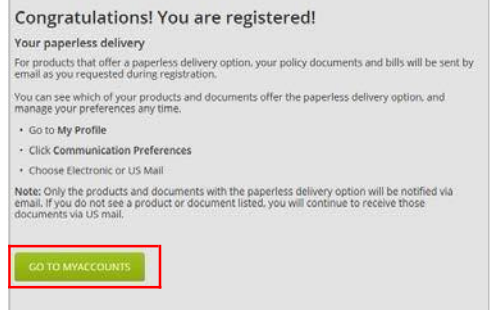 Congratulations! You are registered!
Your paperless delivery
For products that offer a paperless delivery option, your policy documents and bills will be sent by
email as you requested during registration.
You can see which of your products and documents offer the paperless delivery option, and
manage your preferences any time.
• Go to My Profile
• Click Communication Preferences
• Choose Electronic or US Mail
Note: Only the products and documents with the paperless delivery option will be notified via
email. If you do not see a product or document listed, you will continue to receive those
documents via US mail.
GO TO MYACCOUNTS